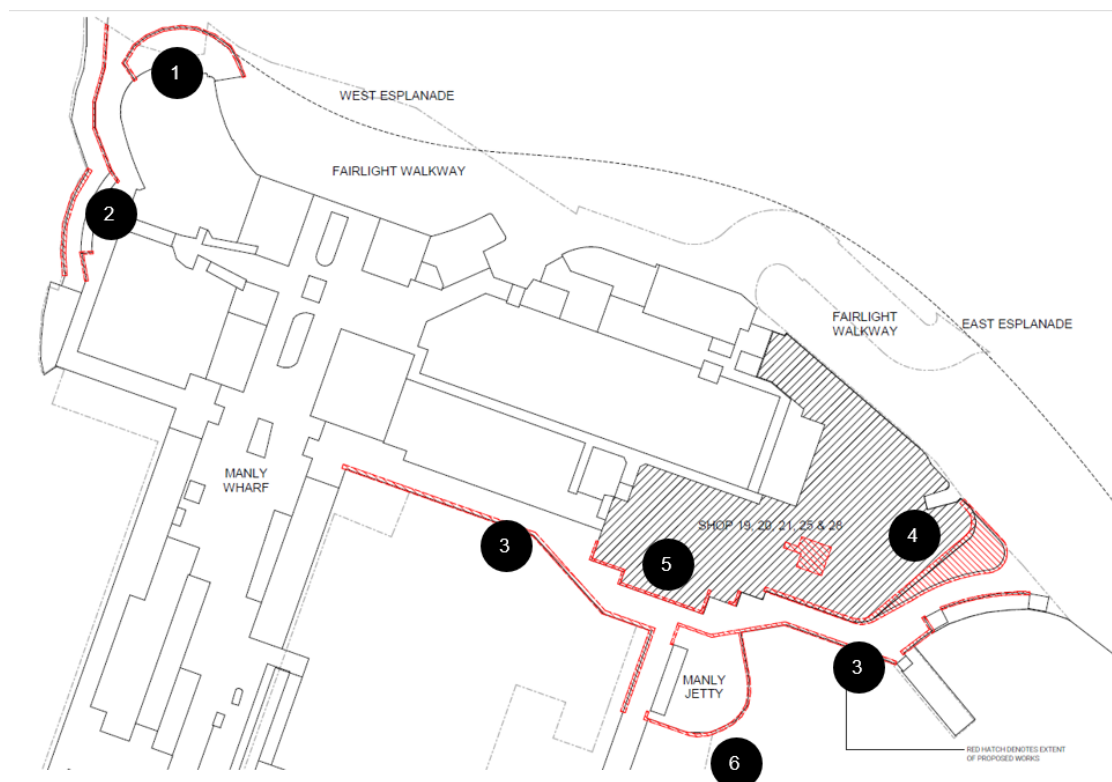 1
WEST ESPLANADE
FAIRLIGHT WALKWAY
2
FAIRLIGHT
WALKWAY
EAST ESPLANADE
MANLY
WHARF
3
SHOP 19, 20, 21, 25 & 28
4
5
3
MANLY
JETTY
6
RED HATCH DENOTES EXTENT
OF PROPOSED WORKS